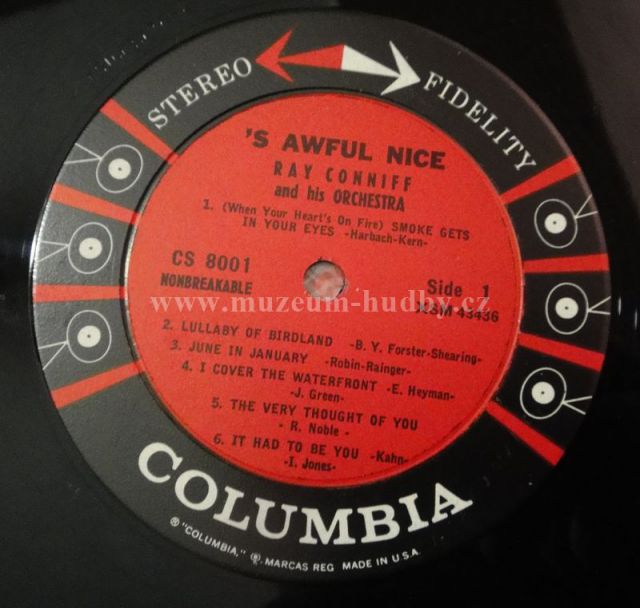 STEREO FIDELITY
'S AWFUL NICE
RAY CONNIFF
and his ORCHESTRA
1. (When Your Heart's On Fire) SMOKE GETS
IN YOUR EYES -Harbach-Kern-
CS 8001
NONBREAKABLE
Side 1
XSM 43436
www.muzeum-hudby.cz
2. LULLABY OF BIRDLAND -B. Y. Forster-Shearing-
3. JUNE IN JANUARY -Robin-Rainger-
4. I COVER THE WATERFRONT -E. Heyman-
-J. Green-
5. THE VERY THOUGHT OF YOU
- R. Noble -
6. IT HAD TO BE YOU -Kahn-
-I. Jones-
COLUMBIA
® "COLUMBIA," MARCAS REG MADE IN U.S.A.